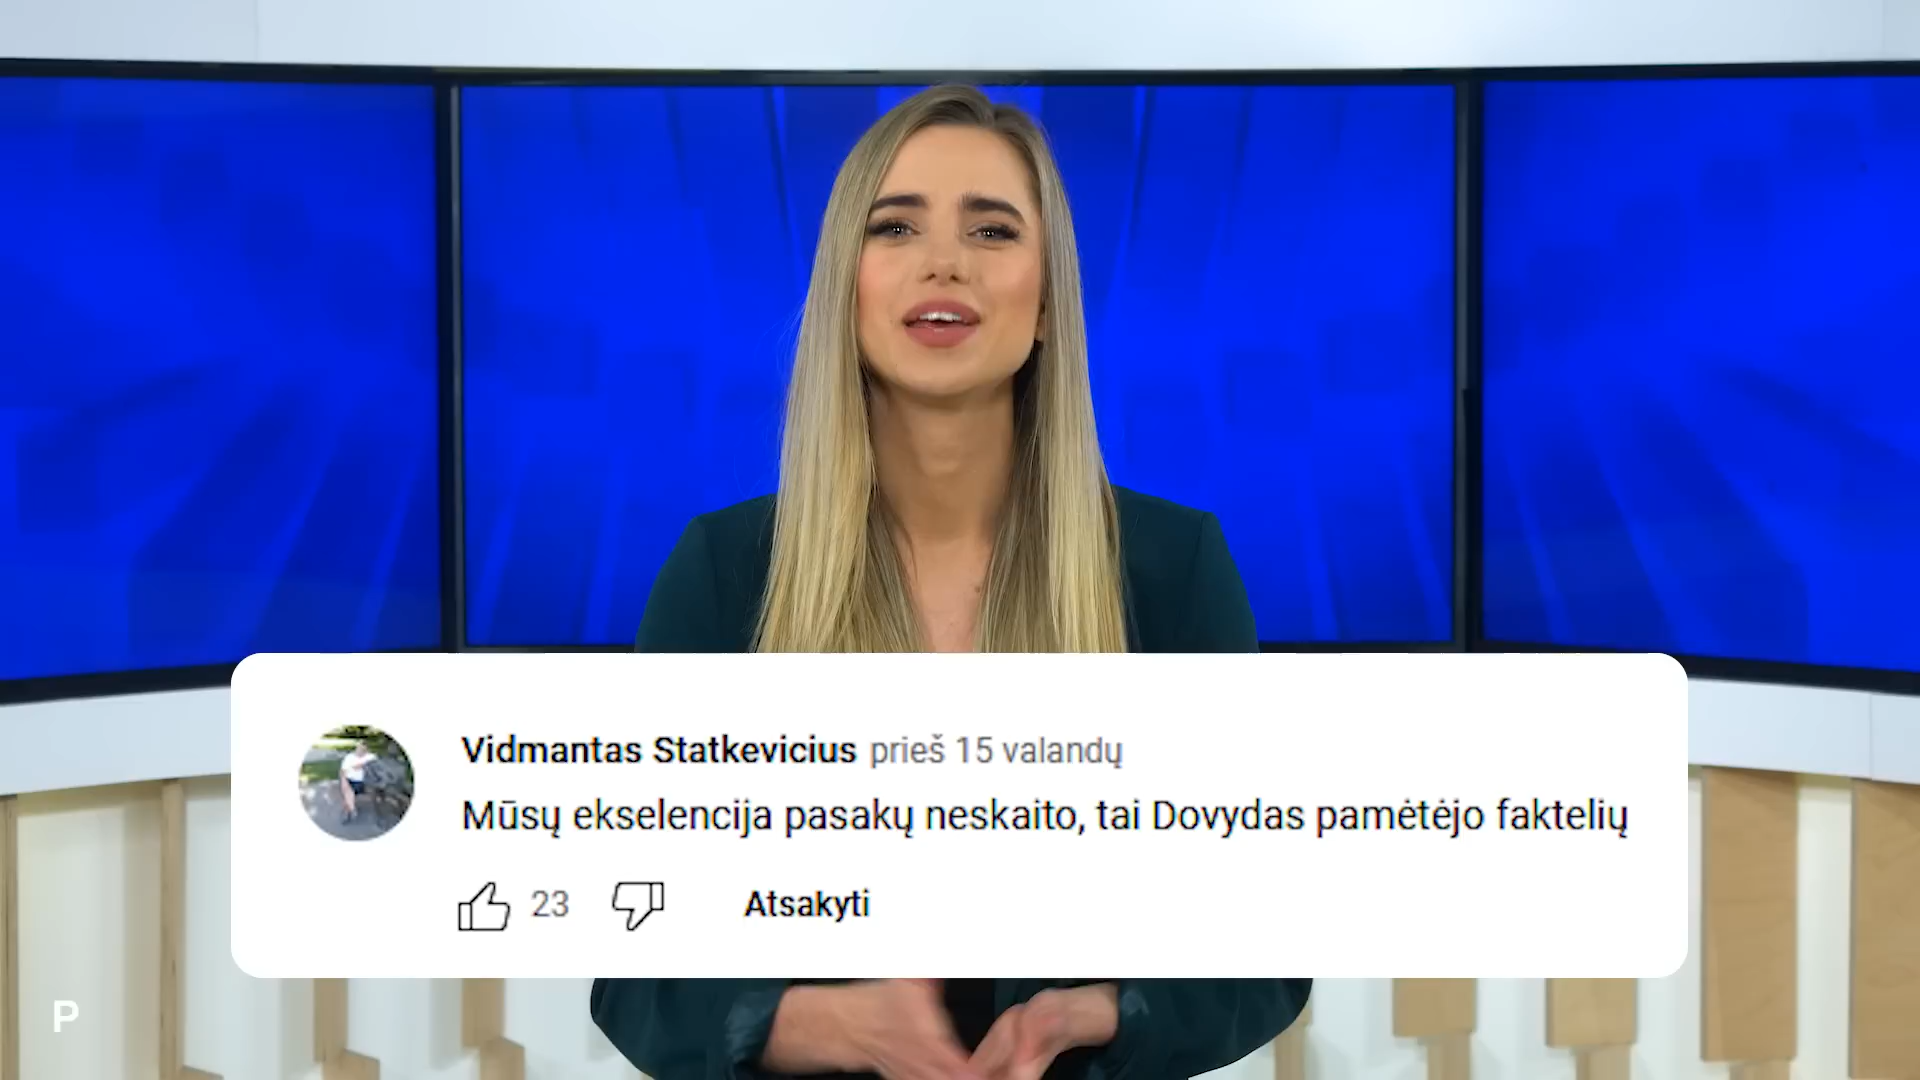 Vidmantas Statkevicius prieš 15 valandų
Mūsų ekselencija pasakų neskaito, tai Dovydas pamėtėjo faktelių
23 Atsakyti
P